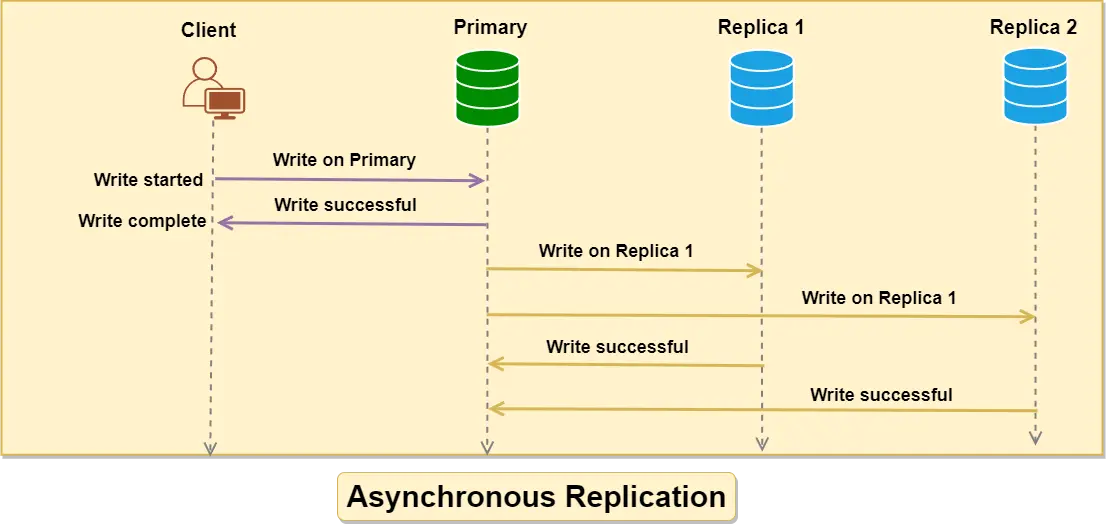 Client
Primary
Replica 1
Replica 2
Write on Primary
Write started
Write successful
Write complete
Write on Replica 1
Write on Replica 1
Write successful
Write successful
Asynchronous Replication